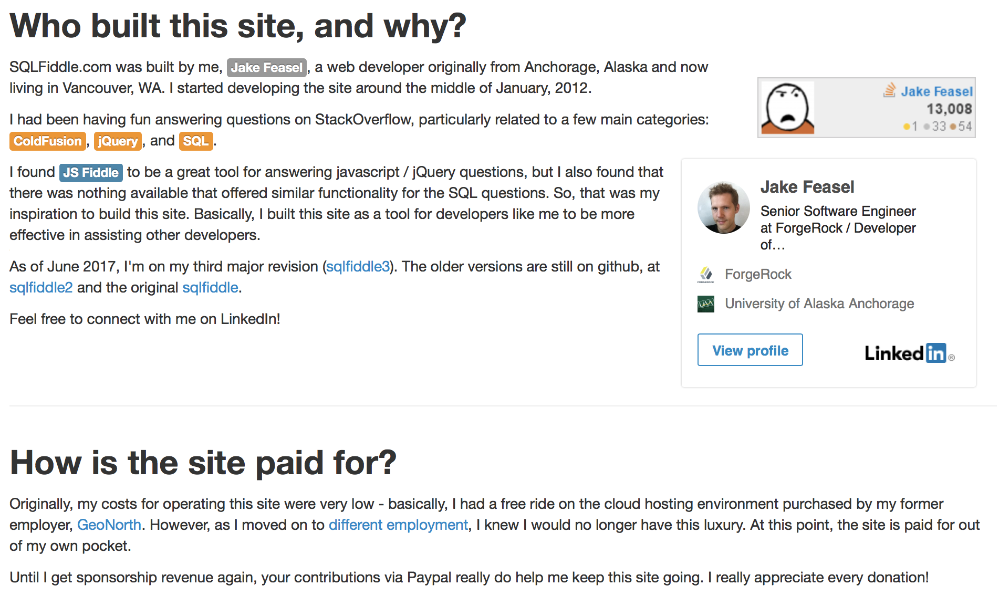 Who built this site, and why?
SQLFiddle.com was built by me, Jake Feasel, a web developer originally from Anchorage, Alaska and now
living in Vancouver, WA. I started developing the site around the middle of January, 2012.
I had been having fun answering questions on StackOverflow, particularly related to a few main categories:
ColdFusion, jQuery, and SQL.
I found JS Fiddle to be a great tool for answering javascript / jQuery questions, but I also found that
there was nothing available that offered similar functionality for the SQL questions. So, that was my
inspiration to build this site. Basically, I built this site as a tool for developers like me to be more
effective in assisting other developers.
As of June 2017, I'm on my third major revision (sqlfiddle3). The older versions are still on github, at
sqlfiddle2 and the original sqlfiddle.
Feel free to connect with me on LinkedIn!
Jake Feasel
13,008
1 33 54
Jake Feasel
Senior Software Engineer
at ForgeRock / Developer
of...
FORGEROCK ForgeRock
UAA University of Alaska Anchorage
View profile
Linked in ®
How is the site paid for?
Originally, my costs for operating this site were very low - basically, I had a free ride on the cloud hosting environment purchased by my former
employer, GeoNorth. However, as I moved on to different employment, I knew I would no longer have this luxury. At this point, the site is paid for out
of my own pocket.
Until I get sponsorship revenue again, your contributions via Paypal really do help me keep this site going. I really appreciate every donation!